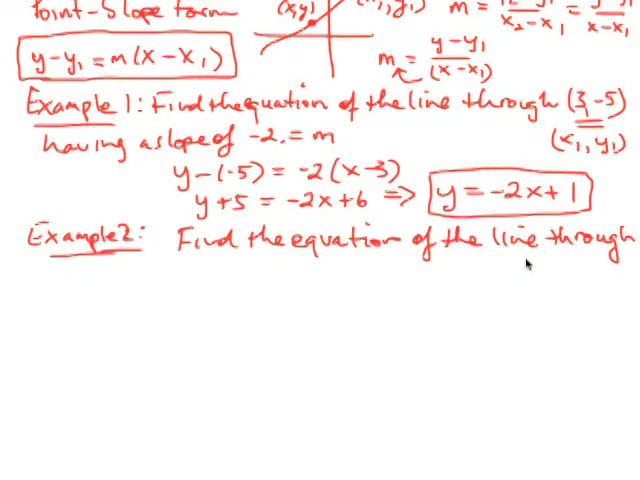 Point-Slope form
(x,y)
y-y₁ = m(x-x₁)
m = y-y₁/(x-x₁)
Example 1: Find the equation of the line through (3,-5)
having a slope of -2. = m
(x₁, y₁)
y-(-5) = -2(x-3)
y+5 = -2x+6 => y = -2x+1
Example 2: Find the equation of the line through